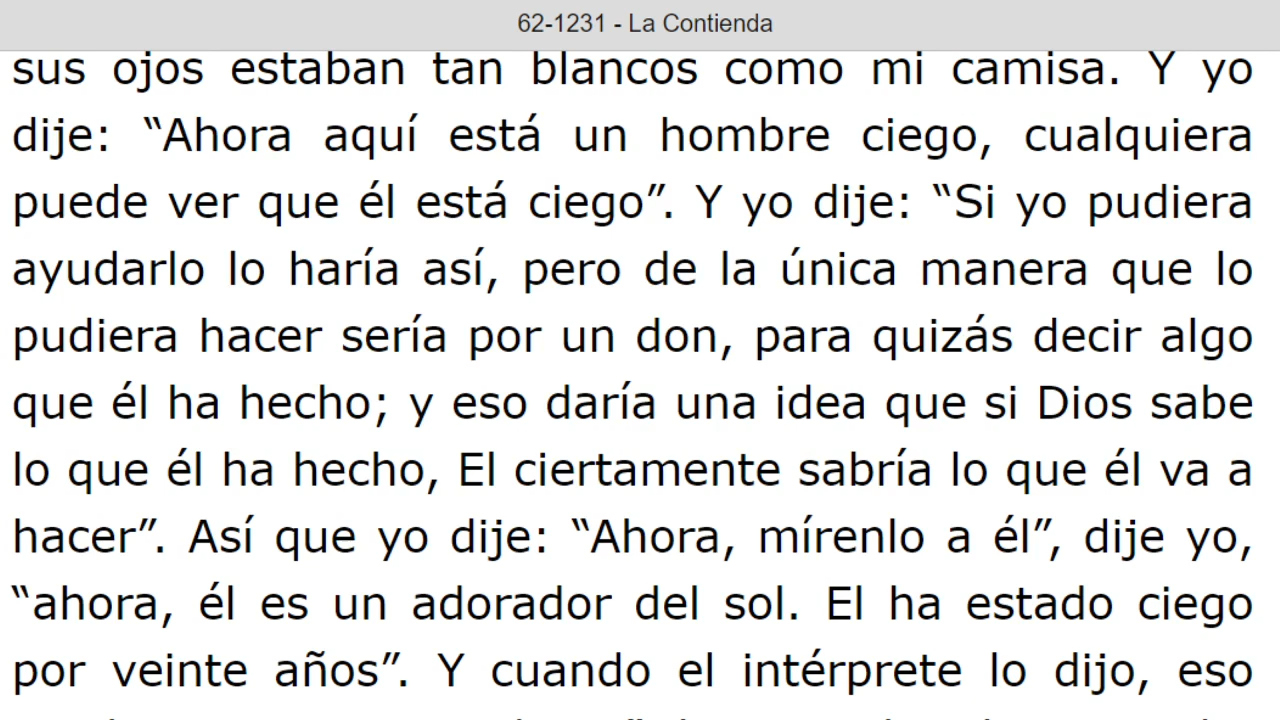 62-1231 - La Contienda
sus ojos estaban tan blancos como mi camisa. Y yo
dije: “Ahora aquí está un hombre ciego, cualquiera
puede ver que él está ciego”. Y yo dije: “Si yo pudiera
ayudarlo lo haría así, pero de la única manera que lo
pudiera hacer sería por un don, para quizás decir algo
que él ha hecho; y eso daría una idea que si Dios sabe
lo que él ha hecho, El ciertamente sabría lo que él va a
hacer”. Así que yo dije: “Ahora, mírenlo a él”, dije yo,
“ahora, él es un adorador del sol. El ha estado ciego
por veinte años”. Y cuando el intérprete lo dijo, eso